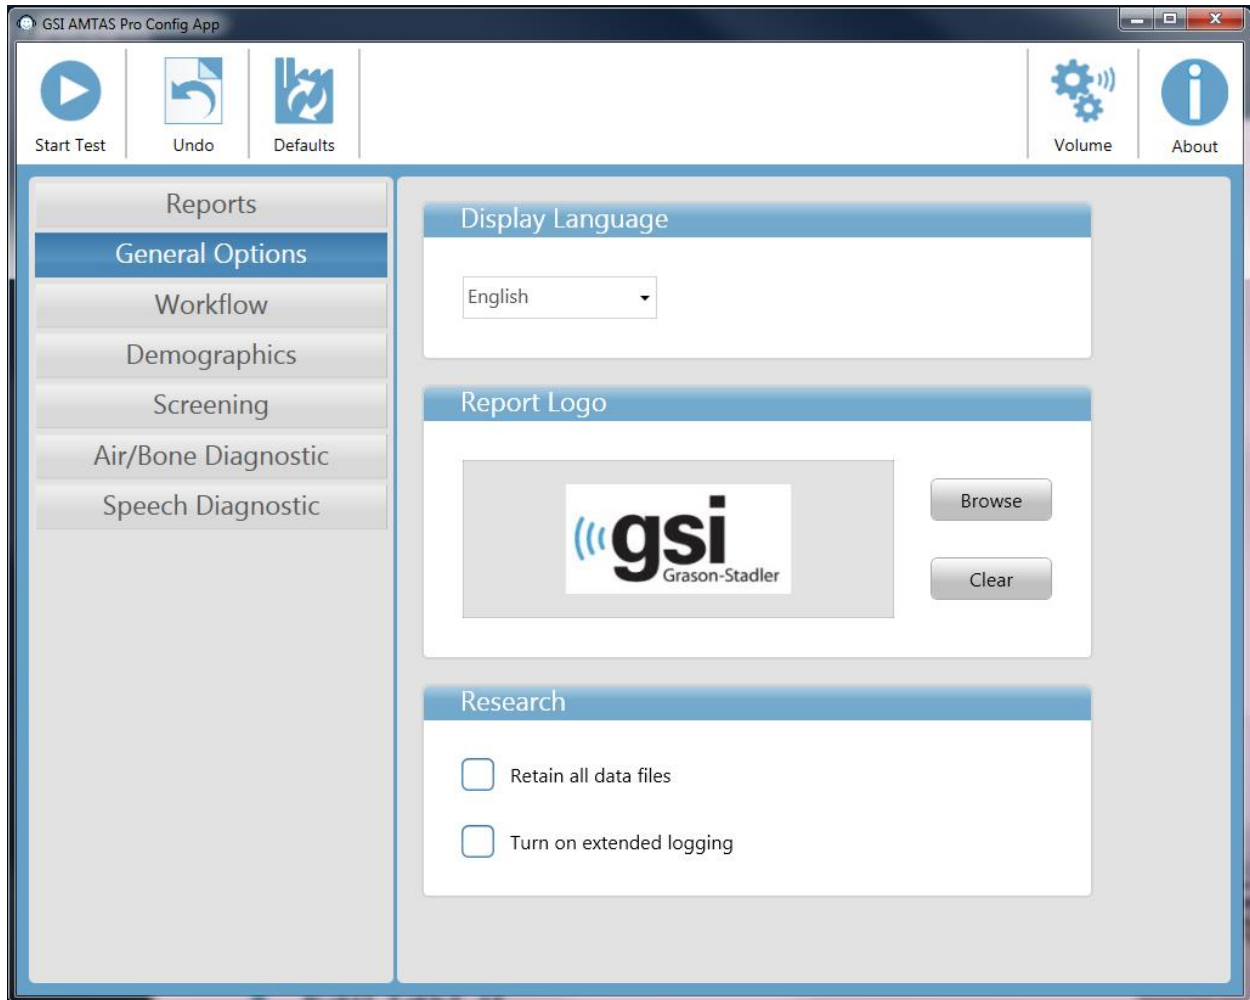 GSI AMTAS Pro Config App
Start Test
Undo
Defaults
Volume
About
Reports
General Options
Workflow
Demographics
Screening
Air/Bone Diagnostic
Speech Diagnostic
Display Language
English
Report Logo
gsi
Grason-Stadler
Browse
Clear
Research
Retain all data files
Turn on extended logging